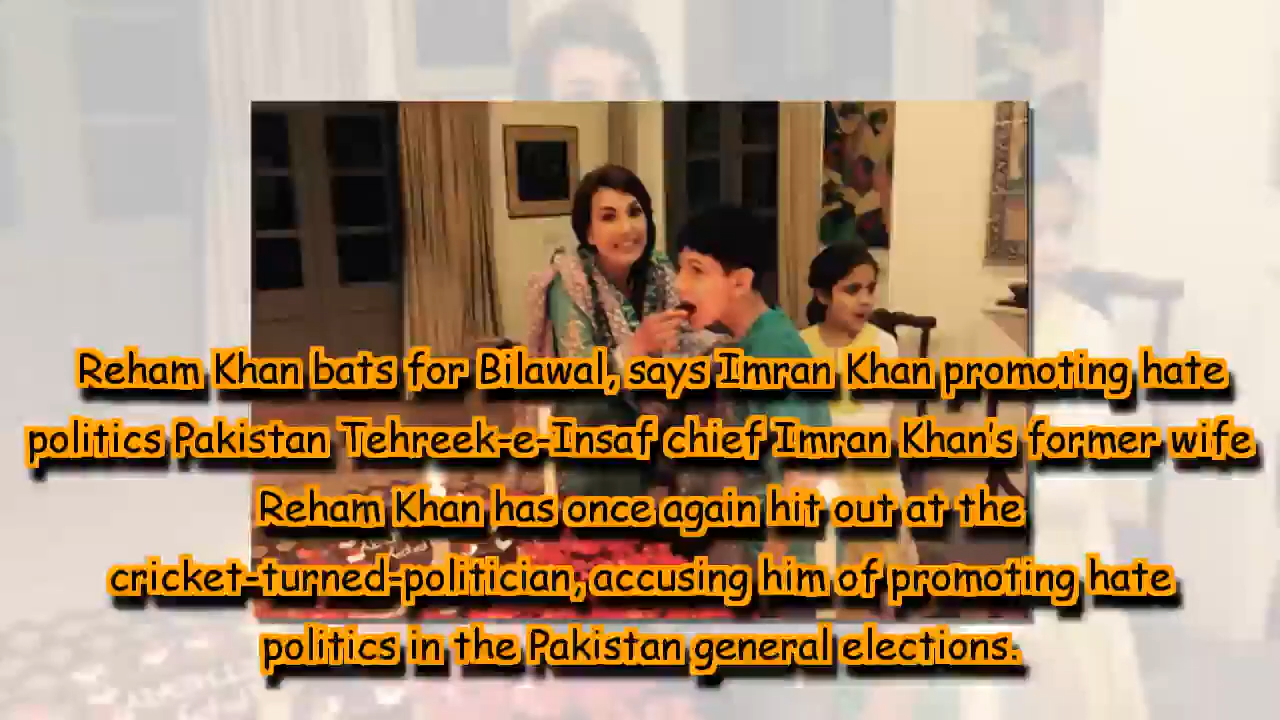 Reham Khan bats for Bilawal, says Imran Khan promoting hate
politics Pakistan Tehreek-e-Insaf chief Imran Khan's former wife
Reham Khan has once again hit out at the
cricket-turned-politician, accusing him of promoting hate
politics in the Pakistan general elections.